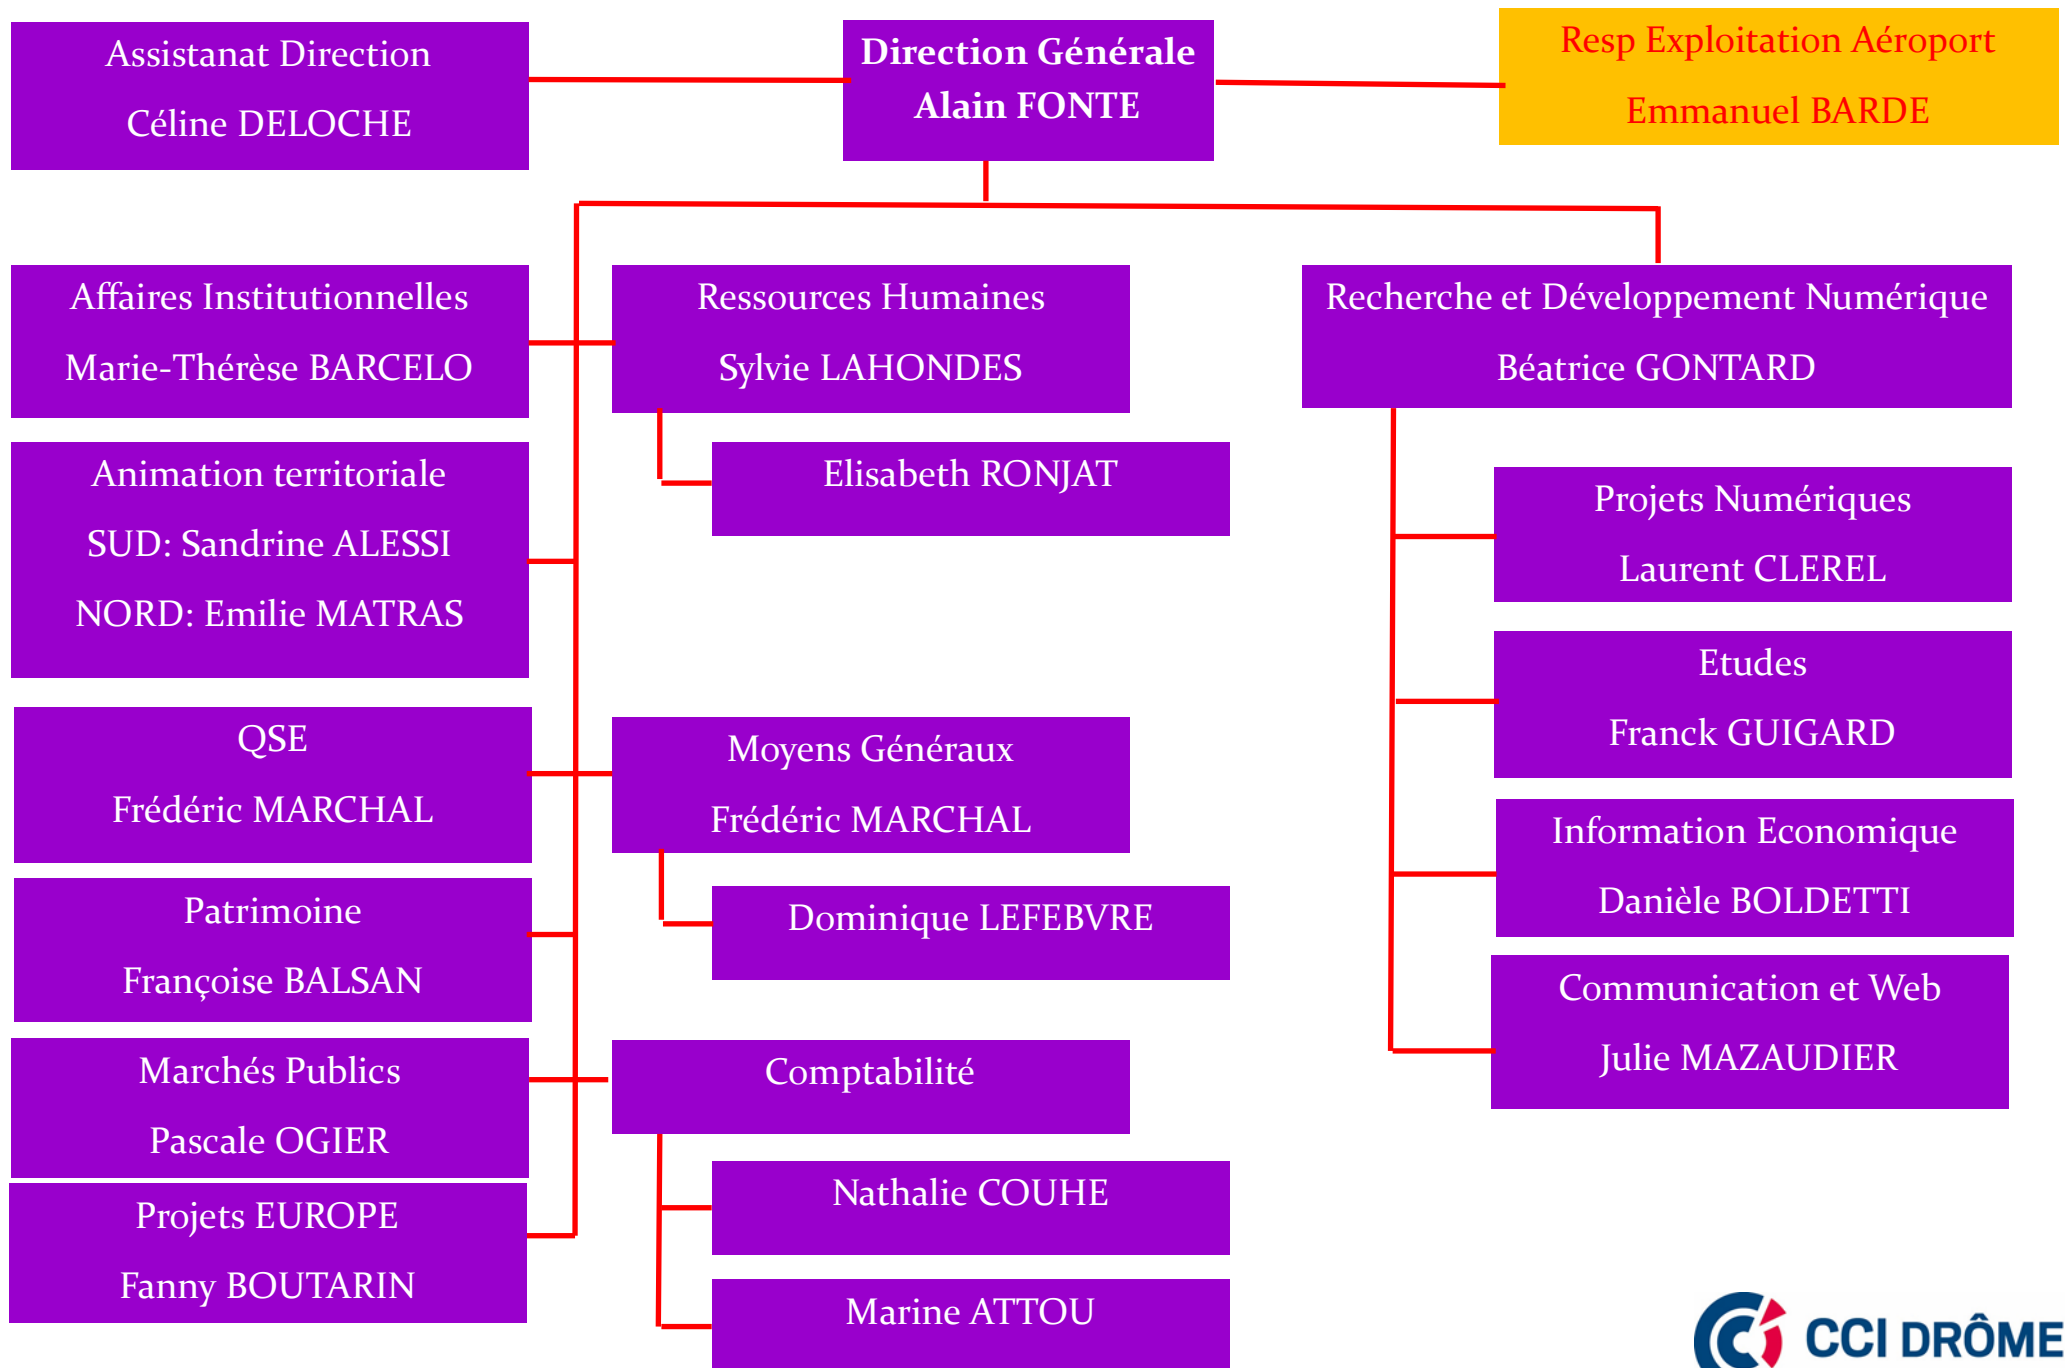 Assistanat Direction
Céline DELOCHE
Direction Générale
Alain FONTE
Resp Exploitation Aéroport
Emmanuel BARDE
Affaires Institutionnelles
Marie-Thérèse BARCELO
Ressources Humaines
Sylvie LAHONDES
Recherche et Développement Numérique
Béatrice GONTARD
Animation territoriale
SUD: Sandrine ALESSI
NORD: Emilie MATRAS
Elisabeth RONJAT
Projets Numériques
Laurent CLEREL
Etudes
Franck GUIGARD
QSE
Frédéric MARCHAL
Moyens Généraux
Frédéric MARCHAL
Information Economique
Danièle BOLDETTI
Patrimoine
Françoise BALSAN
Dominique LEFEBVRE
Communication et Web
Julie MAZAUDIER
Marchés Publics
Pascale OGIER
Comptabilité
Nathalie COUHE
Projets EUROPE
Fanny BOUTARIN
Marine ATTOU
CCI DRÔME